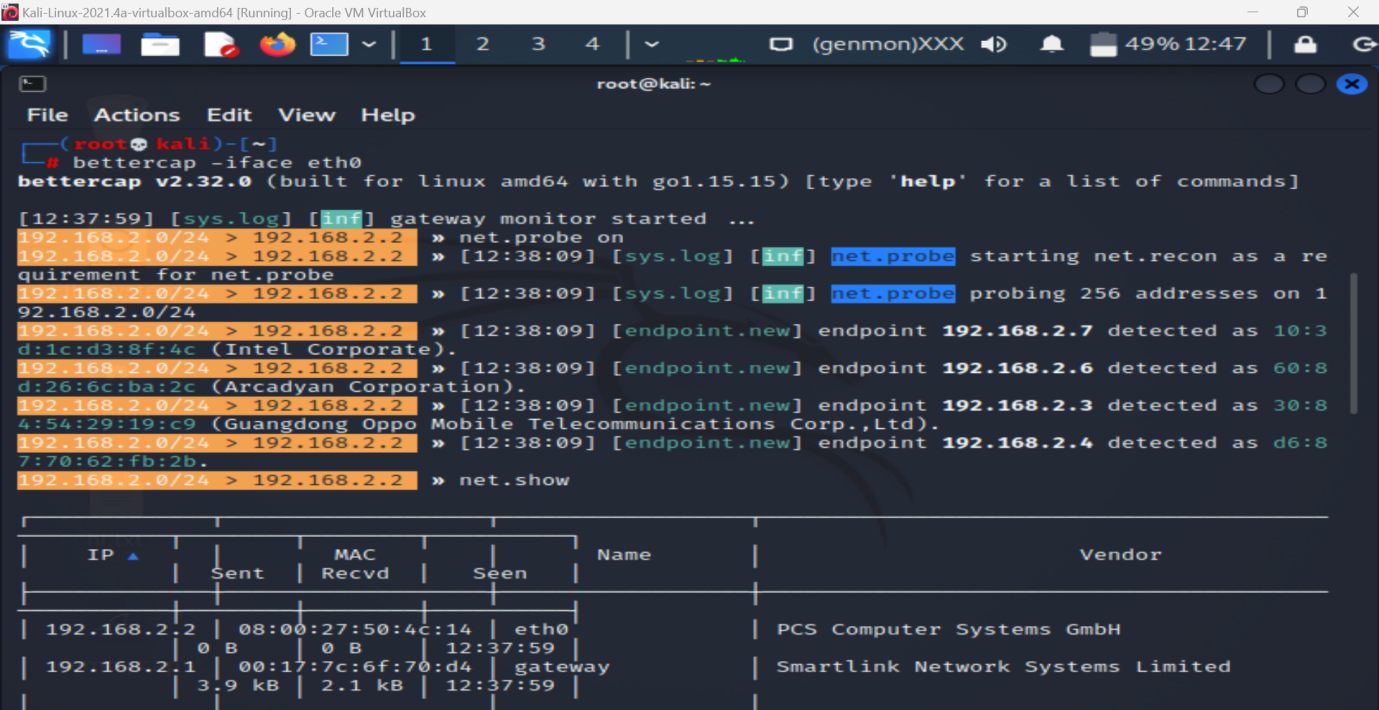 Kali-Linux-2021.4a-virtualbox-amd64 [Running] - Oracle VM VirtualBox
1 2 3 4 (genmon)XXX 49% 12:47
root@kali: ~
File Actions Edit View Help
┌──(root💀kali)-[~]
└─# bettercap -iface eth0
bettercap v2.32.0 (built for linux amd64 with go1.15.15) [type 'help' for a list of commands]
[12:37:59] [sys.log] [inf] gateway monitor started ...
192.168.2.0/24 > 192.168.2.2 » net.probe on
192.168.2.0/24 > 192.168.2.2 » [12:38:09] [sys.log] [inf] net.probe starting net.recon as a re
quirement for net.probe
192.168.2.0/24 > 192.168.2.2 » [12:38:09] [sys.log] [inf] net.probe probing 256 addresses on 1
92.168.2.0/24
192.168.2.0/24 > 192.168.2.2 » [12:38:09] [endpoint.new] endpoint 192.168.2.7 detected as 10:3
d:1c:d3:8f:4c (Intel Corporate).
192.168.2.0/24 > 192.168.2.2 » [12:38:09] [endpoint.new] endpoint 192.168.2.6 detected as 60:8
d:26:6c:ba:2c (Arcadyan Corporation).
192.168.2.0/24 > 192.168.2.2 » [12:38:09] [endpoint.new] endpoint 192.168.2.3 detected as 30:8
4:54:29:19:c9 (Guangdong Oppo Mobile Telecommunications Corp.,Ltd).
192.168.2.0/24 > 192.168.2.2 » [12:38:09] [endpoint.new] endpoint 192.168.2.4 detected as d6:8
7:70:62:fb:2b.
192.168.2.0/24 > 192.168.2.2 » net.show
IP ▲ | MAC | Name | Vendor
| Sent | Recvd | Seen |
| 192.168.2.2 | 08:00:27:50:4c:14 | eth0 | PCS Computer Systems GmbH
| 0 B | 0 B | 12:37:59 |
| 192.168.2.1 | 00:17:7c:6f:70:d4 | gateway | Smartlink Network Systems Limited
| 3.9 kB | 2.1 kB | 12:37:59 |